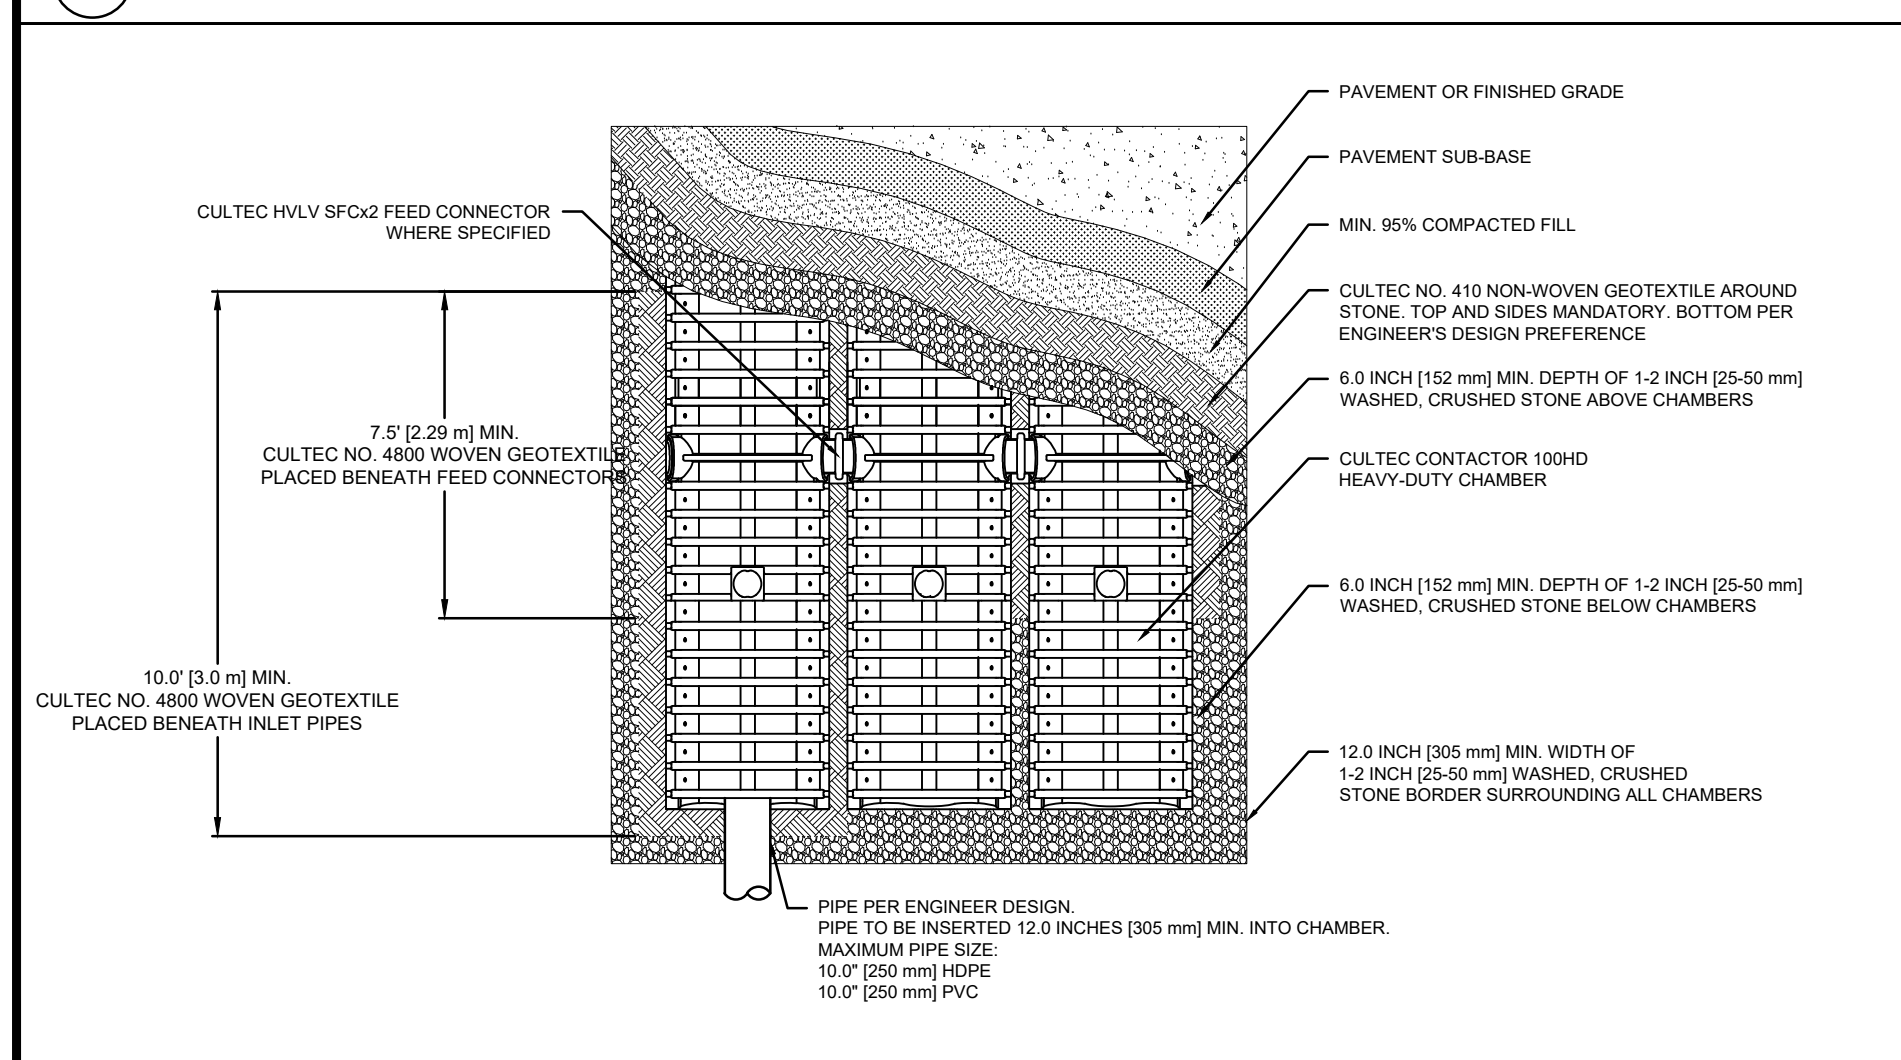 PAVEMENT OR FINISHED GRADE
PAVEMENT SUB-BASE
CULTEC HVLV SFCx2 FEED CONNECTOR
WHERE SPECIFIED
MIN. 95% COMPACTED FILL
CULTEC NO. 410 NON-WOVEN GEOTEXTILE AROUND
STONE. TOP AND SIDES MANDATORY. BOTTOM PER
ENGINEER'S DESIGN PREFERENCE
6.0 INCH [152 mm] MIN. DEPTH OF 1-2 INCH [25-50 mm]
WASHED, CRUSHED STONE ABOVE CHAMBERS
7.5' [2.29 m] MIN.
CULTEC NO. 4800 WOVEN GEOTEXTILE
PLACED BENEATH FEED CONNECTORS
CULTEC CONTACTOR 100HD
HEAVY-DUTY CHAMBER
6.0 INCH [152 mm] MIN. DEPTH OF 1-2 INCH [25-50 mm]
WASHED, CRUSHED STONE BELOW CHAMBERS
10.0' [3.0 m] MIN.
CULTEC NO. 4800 WOVEN GEOTEXTILE
PLACED BENEATH INLET PIPES
12.0 INCH [305 mm] MIN. WIDTH OF
1-2 INCH [25-50 mm] WASHED, CRUSHED
STONE BORDER SURROUNDING ALL CHAMBERS
PIPE PER ENGINEER DESIGN.
PIPE TO BE INSERTED 12.0 INCHES [305 mm] MIN. INTO CHAMBER.
MAXIMUM PIPE SIZE:
10.0" [250 mm] HDPE
10.0" [250 mm] PVC